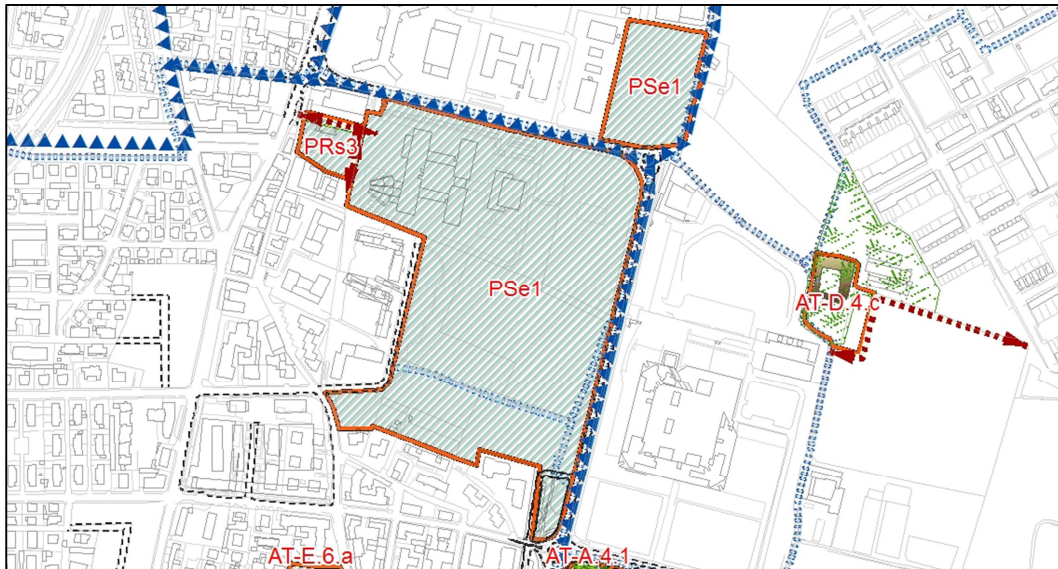 PSe1
PRs3
PSe1
AT-D.4.c
AT-E.6.a
AT-A.4.1